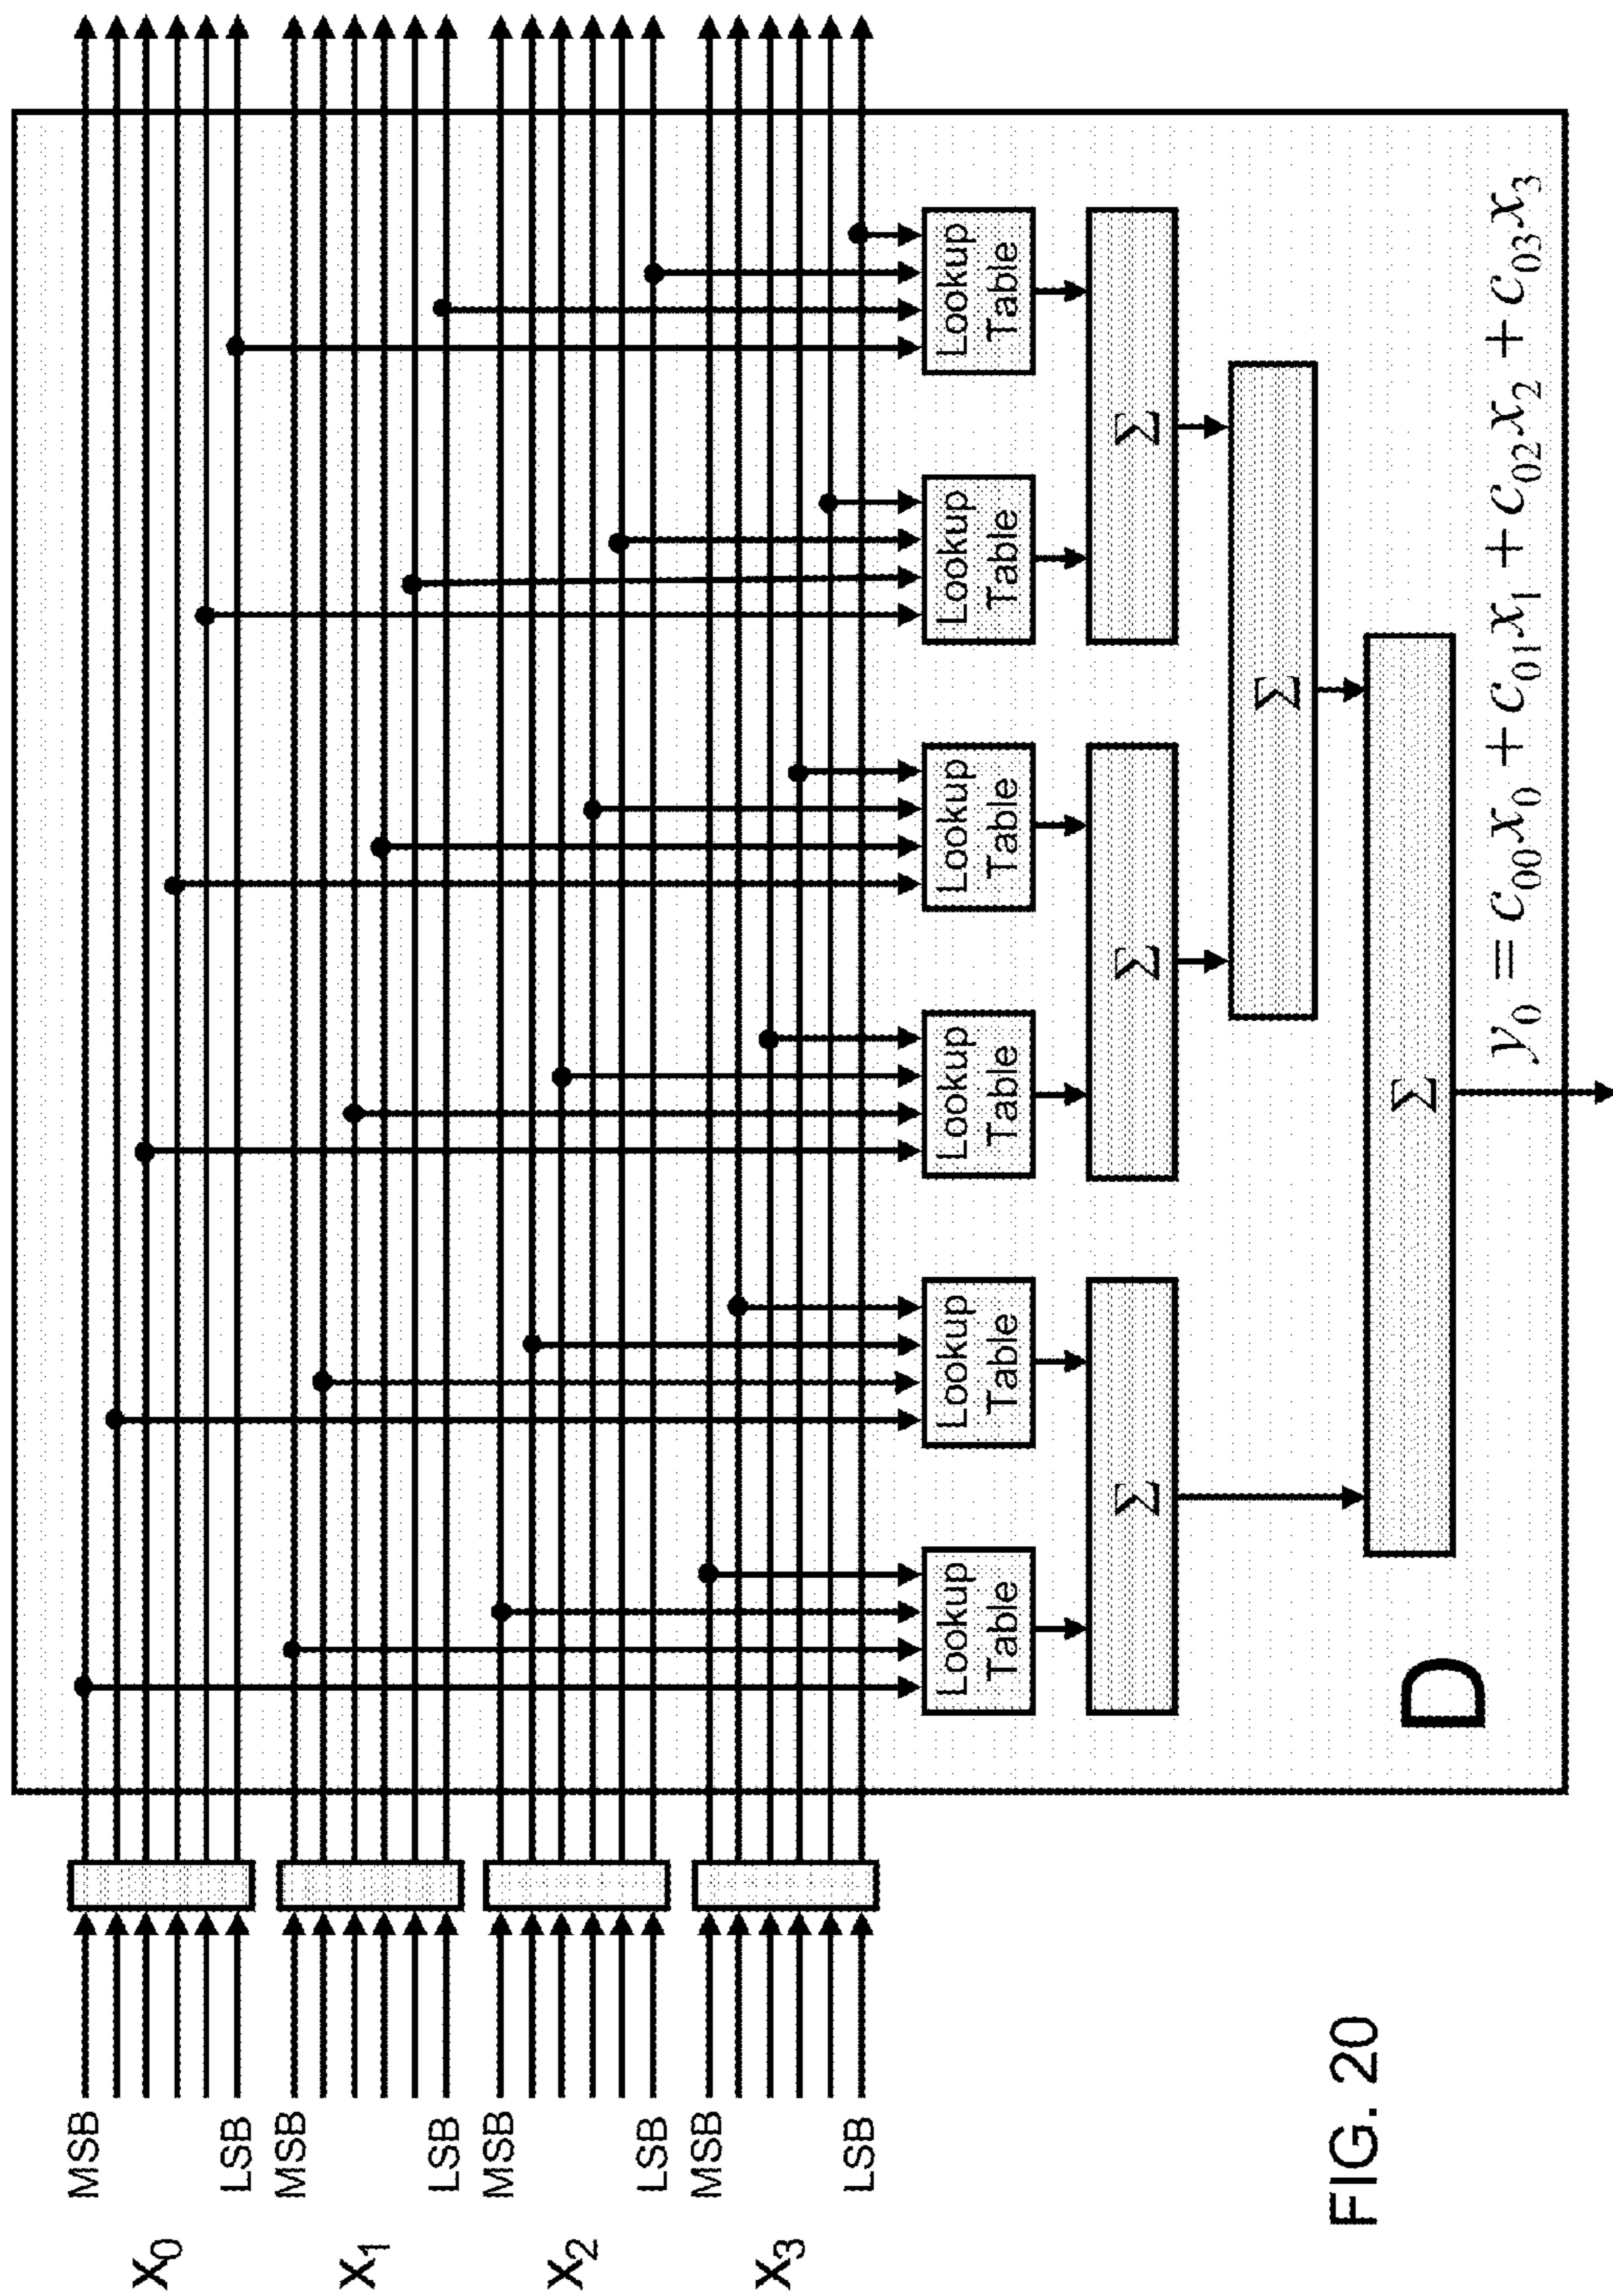 MSB
X₀
LSB
MSB
X₁
LSB
MSB
X₂
LSB
MSB
X₃
LSB
Lookup
Table
Lookup
Table
Lookup
Table
Lookup
Table
Lookup
Table
Lookup
Table
Σ
Σ
Σ
Σ
Σ
D
y₀ = c₀₀x₀ + c₀₁x₁ + c₀₂x₂ + c₀₃x₃
FIG. 20